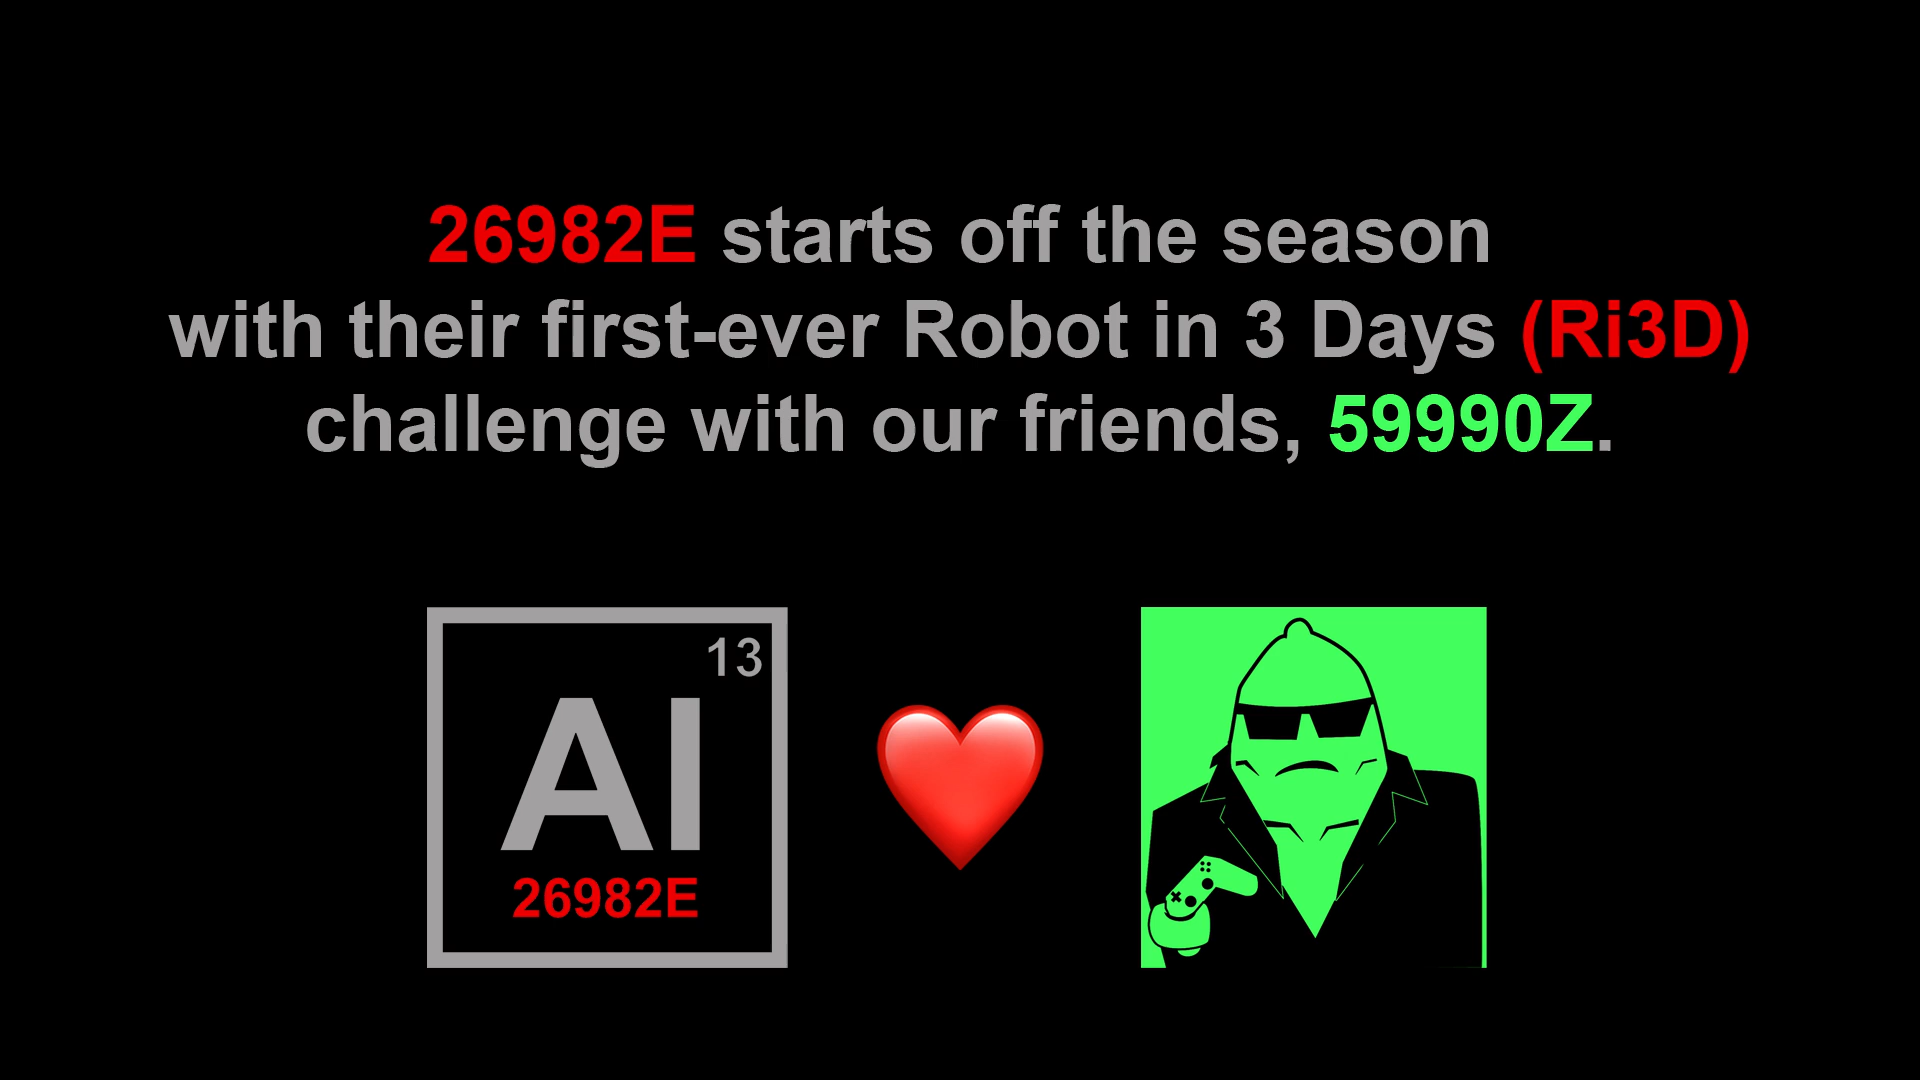 26982E starts off the season
with their first-ever Robot in 3 Days (Ri3D)
challenge with our friends, 59990Z.
13
Al
26982E